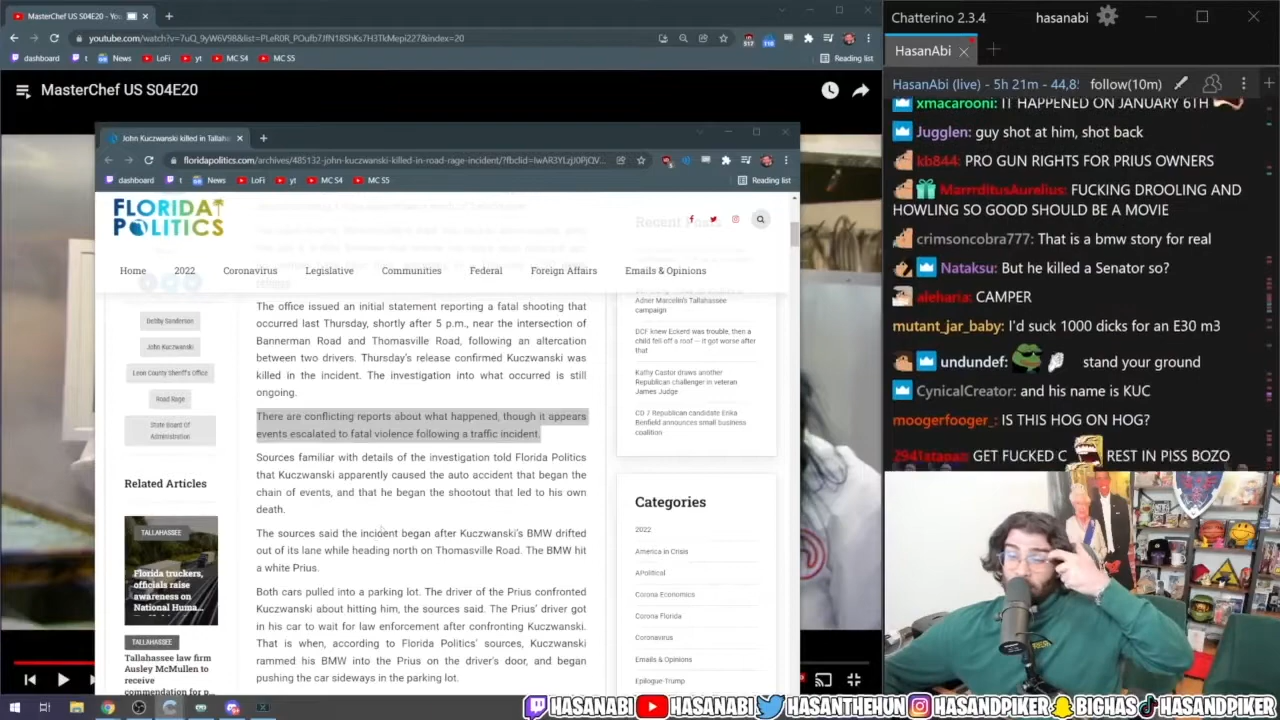 MasterChef US S04E20 - You
youtube.com/watch?v=7uQ_9yW6V98&list=PLeR0R_POufb7JfN18ShKs7H3TkMepi227&index=20
dashboard
t
News
LoFi
yt
MC S4
MC S5
Reading list
MasterChef US S04E20
John Kuczwanski killed in Tallah
floridapolitics.com/archives/485132-john-kuczwanski-killed-in-road-rage-incident/?fbclid=IwAR3YLzjJ0PjQV...
dashboard
t
News
LoFi
yt
MC S4
MC S5
Reading list
FLORIDA
POLITICS
Recent Posts
Home
2022
Coronavirus
Legislative
Communities
Federal
Foreign Affairs
Emails & Opinions
Debby Sanderson
John Kuczwanski
Leon County Sheriff's Office
Road Rage
State Board Of
Administration
Related Articles
TALLAHASSEE
Florida truckers,
officials raise
awareness on
National Huma...
TALLAHASSEE
Tallahassee law firm
Ausley McMullen to
receive
commendation for p...
The office issued an initial statement reporting a fatal shooting that
occurred last Thursday, shortly after 5 p.m., near the intersection of
Bannerman Road and Thomasville Road, following an altercation
between two drivers. Thursday's release confirmed Kuczwanski was
killed in the incident. The investigation into what occurred is still
ongoing.
There are conflicting reports about what happened, though it appears
events escalated to fatal violence following a traffic incident.
Sources familiar with details of the investigation told Florida Politics
that Kuczwanski apparently caused the auto accident that began the
chain of events, and that he began the shootout that led to his own
death.
The sources said the incident began after Kuczwanski's BMW drifted
out of its lane while heading north on Thomasville Road. The BMW hit
a white Prius.
Both cars pulled into a parking lot. The driver of the Prius confronted
Kuczwanski about hitting him, the sources said. The Prius' driver got
in his car to wait for law enforcement after confronting Kuczwanski.
That is when, according to Florida Politics' sources, Kuczwanski
rammed his BMW into the Prius on the driver's door, and began
pushing the car sideways in the parking lot.
Adner Marcelin's Tallahassee
campaign
DCF knew Eckerd was trouble, then a
child fell off a roof — it got worse after
that
Kathy Castor draws another
Republican challenger in veteran
James Judge
CD 7 Republican candidate Erika
Benfield announces small business
coalition
Categories
2022
America in Crisis
APolitical
Corona Economics
Corona Florida
Coronavirus
Emails & Opinions
Epilogue Trump
Chatterino 2.3.4
hasanabi
HasanAbi
HasanAbi (live) - 5h 21m - 44,8
follow(10m)
xmacarooni: IT HAPPENED ON JANUARY 6TH
Jugglen: guy shot at him, shot back
kb844: PRO GUN RIGHTS FOR PRIUS OWNERS
MarrrditusAurelius: FUCKING DROOLING AND
HOWLING SO GOOD SHOULD BE A MOVIE
crimsoncobra777: That is a bmw story for real
Nataksu: But he killed a Senator so?
aleharia: CAMPER
mutant_jar_baby: I'd suck 1000 caks for an E30 m3
undundef: stand your ground
CynicalCreator: and his name is KUC
moogerfooger_: IS THIS HOG ON HOG?
2941stapan: GET FUCKED C REST IN PISS BOZO
HASANABI
HASANABI
HASANTHEHUN
HASANDPIKER
BIGHAS
HASANDPIKER